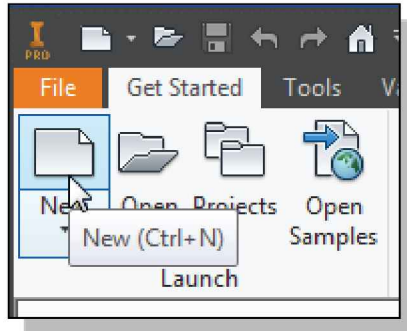 I
PRO
File Get Started Tools
New Open Projects Open Samples
New (Ctrl+N)
Launch